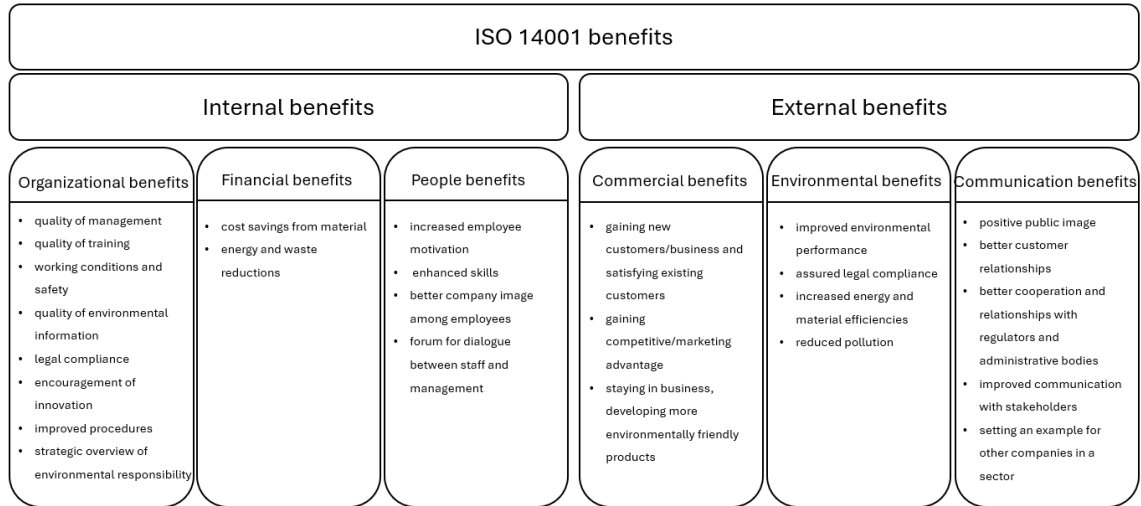 ISO 14001 benefits
Internal benefits
External benefits
Organizational benefits
• quality of management
• quality of training
• working conditions and
safety
• quality of environmental
information
• legal compliance
• encouragement of
innovation
• improved procedures
• strategic overview of
environmental responsibility
Financial benefits
• cost savings from material
• energy and waste
reductions
People benefits
• increased employee
motivation
• enhanced skills
• better company image
among employees
• forum for dialogue
between staff and
management
Commercial benefits
• gaining new
customers/business and
satisfying existing
customers
• gaining
competitive/marketing
advantage
• staying in business,
developing more
environmentally friendly
products
Environmental benefits
• improved environmental
performance
• assured legal compliance
• increased energy and
material efficiencies
• reduced pollution
Communication benefits
• positive public image
• better customer
relationships
• better cooperation and
relationships with
regulators and
administrative bodies
• improved communication
with stakeholders
• setting an example for
other companies in a
sector